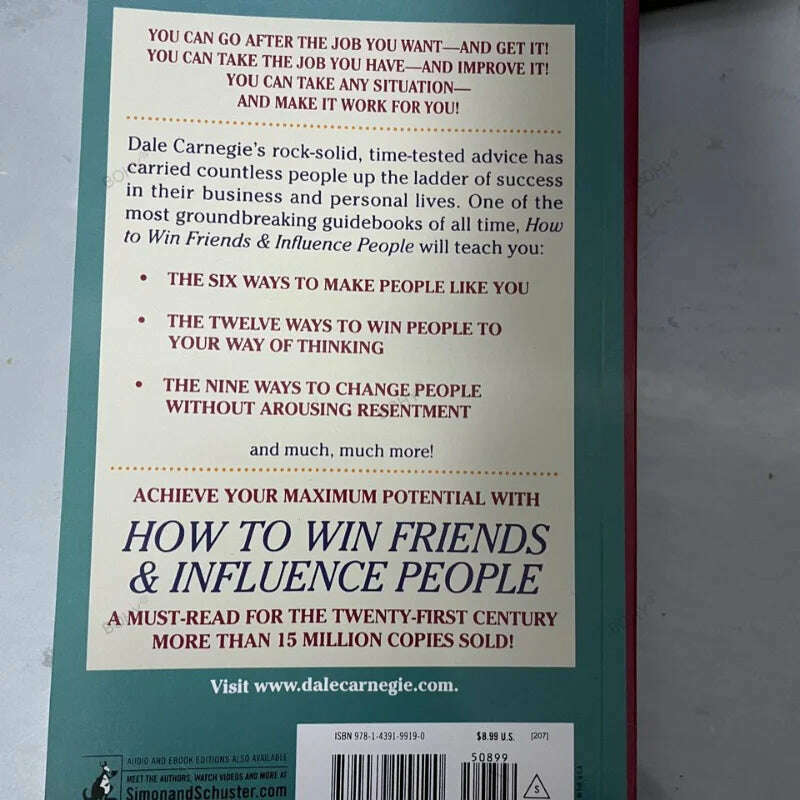 YOU CAN GO AFTER THE JOB YOU WANT—AND GET IT!
YOU CAN TAKE THE JOB YOU HAVE—AND IMPROVE IT!
YOU CAN TAKE ANY SITUATION—
AND MAKE IT WORK FOR YOU!
Dale Carnegie's rock-solid, time-tested advice has
carried countless people up the ladder of success
in their business and personal lives. One of the
most groundbreaking guidebooks of all time, How
to Win Friends & Influence People will teach you:
• THE SIX WAYS TO MAKE PEOPLE LIKE YOU
• THE TWELVE WAYS TO WIN PEOPLE TO
YOUR WAY OF THINKING
• THE NINE WAYS TO CHANGE PEOPLE
WITHOUT AROUSING RESENTMENT
and much, much more!
ACHIEVE YOUR MAXIMUM POTENTIAL WITH
HOW TO WIN FRIENDS
& INFLUENCE PEOPLE
A MUST-READ FOR THE TWENTY-FIRST CENTURY
MORE THAN 15 MILLION COPIES SOLD!
Visit www.dalecarnegie.com.
ISBN 978-1-4391-9919-0 $8.99 U.S. [207]
50899
S
AUDIO AND EBOOK EDITIONS ALSO AVAILABLE
MEET THE AUTHORS, WATCH VIDEOS AND MORE AT
SimonandSchuster.com